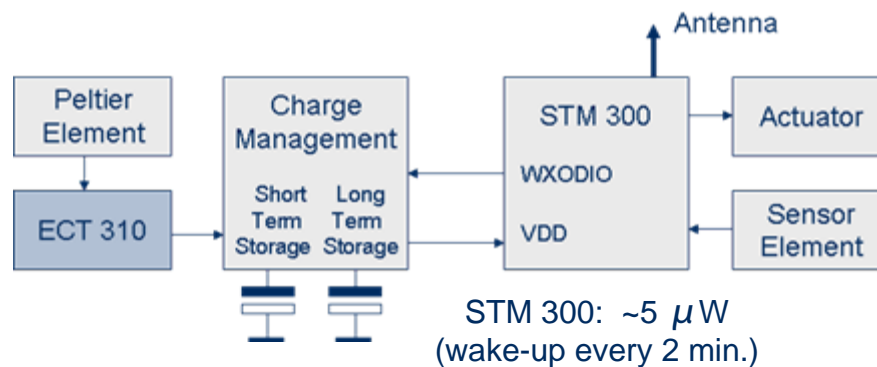 Antenna
Peltier
Element
Charge
Management
STM 300
Actuator
WXODIO
Short
Term
Storage
Long
Term
Storage
ECT 310
VDD
Sensor
Element
STM 300: ~5 μW
(wake-up every 2 min.)